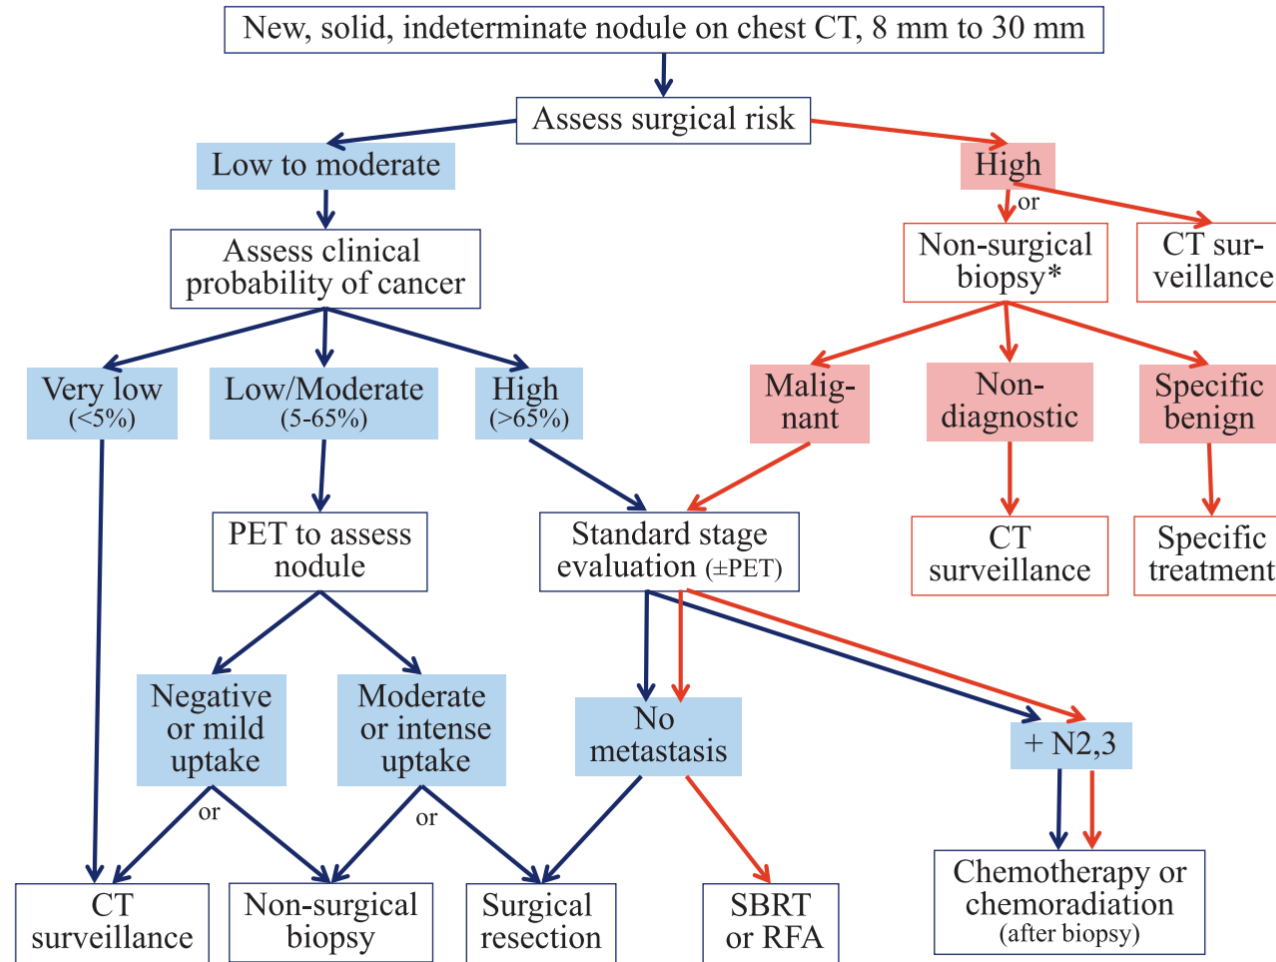 New, solid, indeterminate nodule on chest CT, 8 mm to 30 mm
Assess surgical risk
Low to moderate
High
or
Assess clinical
probability of cancer
Non-surgical
biopsy*
CT sur-
veillance
Very low
(<5%)
Low/Moderate
(5-65%)
High
(>65%)
Malig-
nant
Non-
diagnostic
Specific
benign
PET to assess
nodule
Standard stage
evaluation (±PET)
CT
surveillance
Specific
treatment
Negative
or mild
uptake
Moderate
or intense
uptake
No
metastasis
+ N2,3
or
or
CT
surveillance
Non-surgical
biopsy
Surgical
resection
SBRT
or RFA
Chemotherapy or
chemoradiation
(after biopsy)